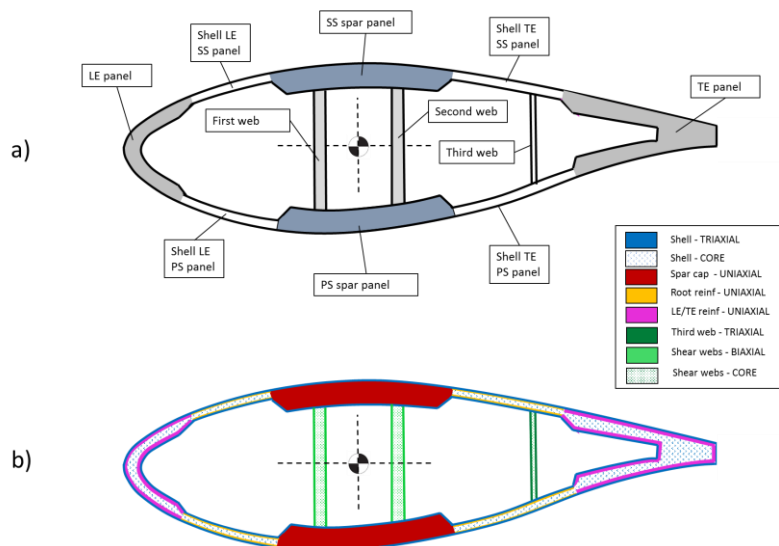 Shell LE
SS panel
SS spar panel
Shell TE
SS panel
LE panel
TE panel
First web
Second web
Third web
a)
Shell LE
PS panel
PS spar panel
Shell TE
PS panel
Shell - TRIAXIAL
Shell - CORE
Spar cap - UNIAXIAL
Root reinf - UNIAXIAL
LE/TE reinf - UNIAXIAL
Third web - TRIAXIAL
Shear webs - BIAXIAL
Shear webs - CORE
b)